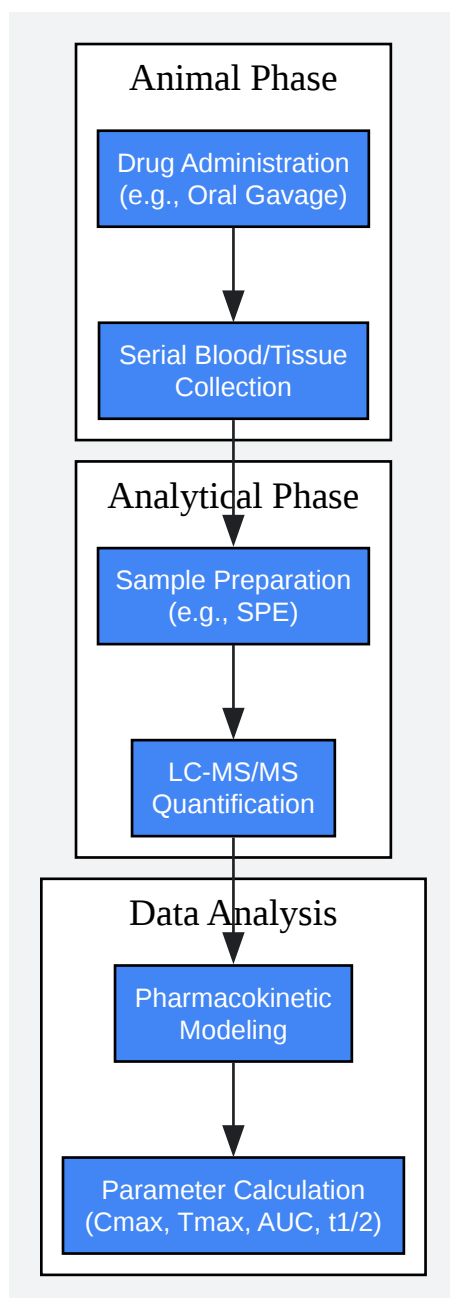 Animal Phase
Drug Administration
(e.g., Oral Gavage)
Serial Blood/Tissue
Collection
Analytical Phase
Sample Preparation
(e.g., SPE)
LC-MS/MS
Quantification
Data Analysis
Pharmacokinetic
Modeling
Parameter Calculation
(Cmax, Tmax, AUC, t1/2)